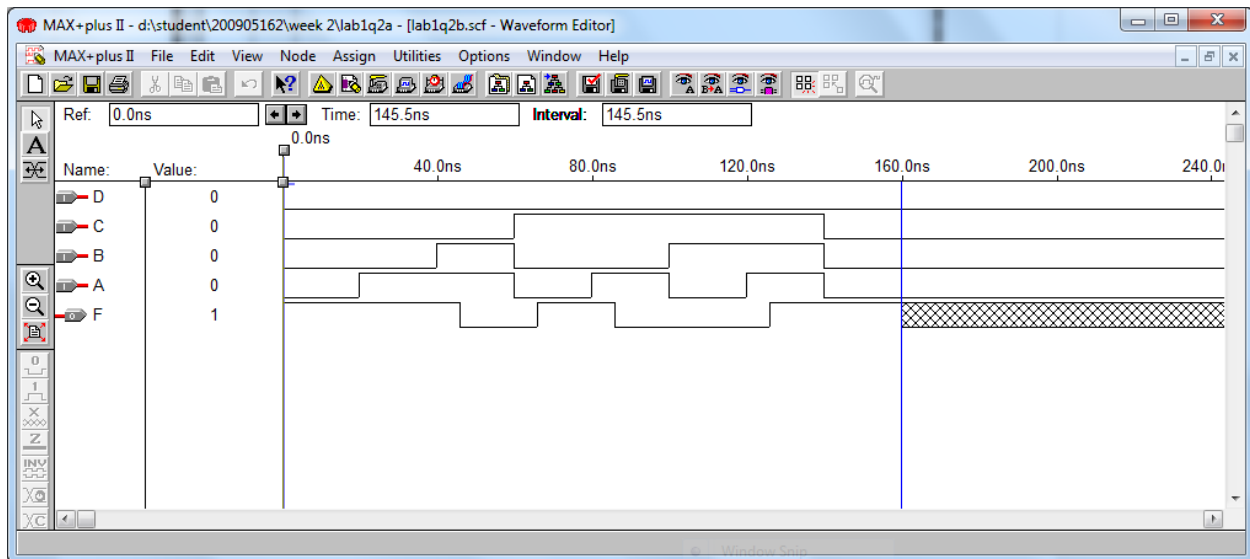 MAX+plus II - d:\student\200905162\week 2\lab1q2a - [lab1q2b.scf - Waveform Editor]
MAX+plus II File Edit View Node Assign Utilities Options Window Help
Ref: 0.0ns Time: 145.5ns Interval: 145.5ns
0.0ns
Name: Value: 40.0ns 80.0ns 120.0ns 160.0ns 200.0ns 240.0
D 0
C 0
B 0
A 0
F 1
Window Snip